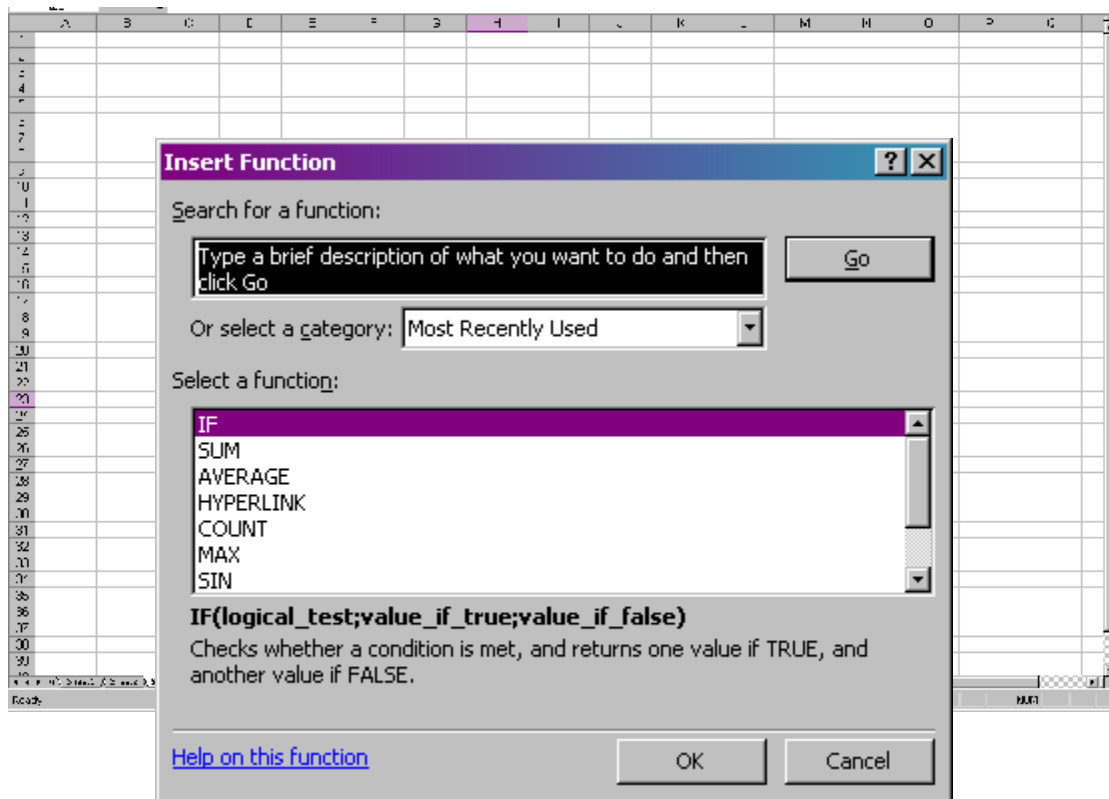 Insert Function
Search for a function:
Type a brief description of what you want to do and then
click Go
Go
Or select a category: Most Recently Used
Select a function:
IF
SUM
AVERAGE
HYPERLINK
COUNT
MAX
SIN
IF(logical_test;value_if_true;value_if_false)
Checks whether a condition is met, and returns one value if TRUE, and
another value if FALSE.
Ready
NUM
Help on this function
OK
Cancel